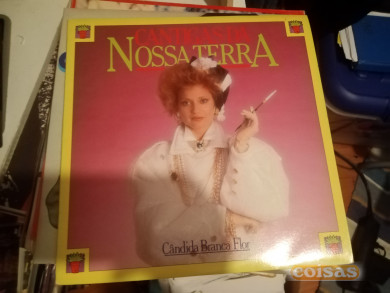 CANTIGAS DA
NOSSA TERRA
Cândida Branca Flor
coisas